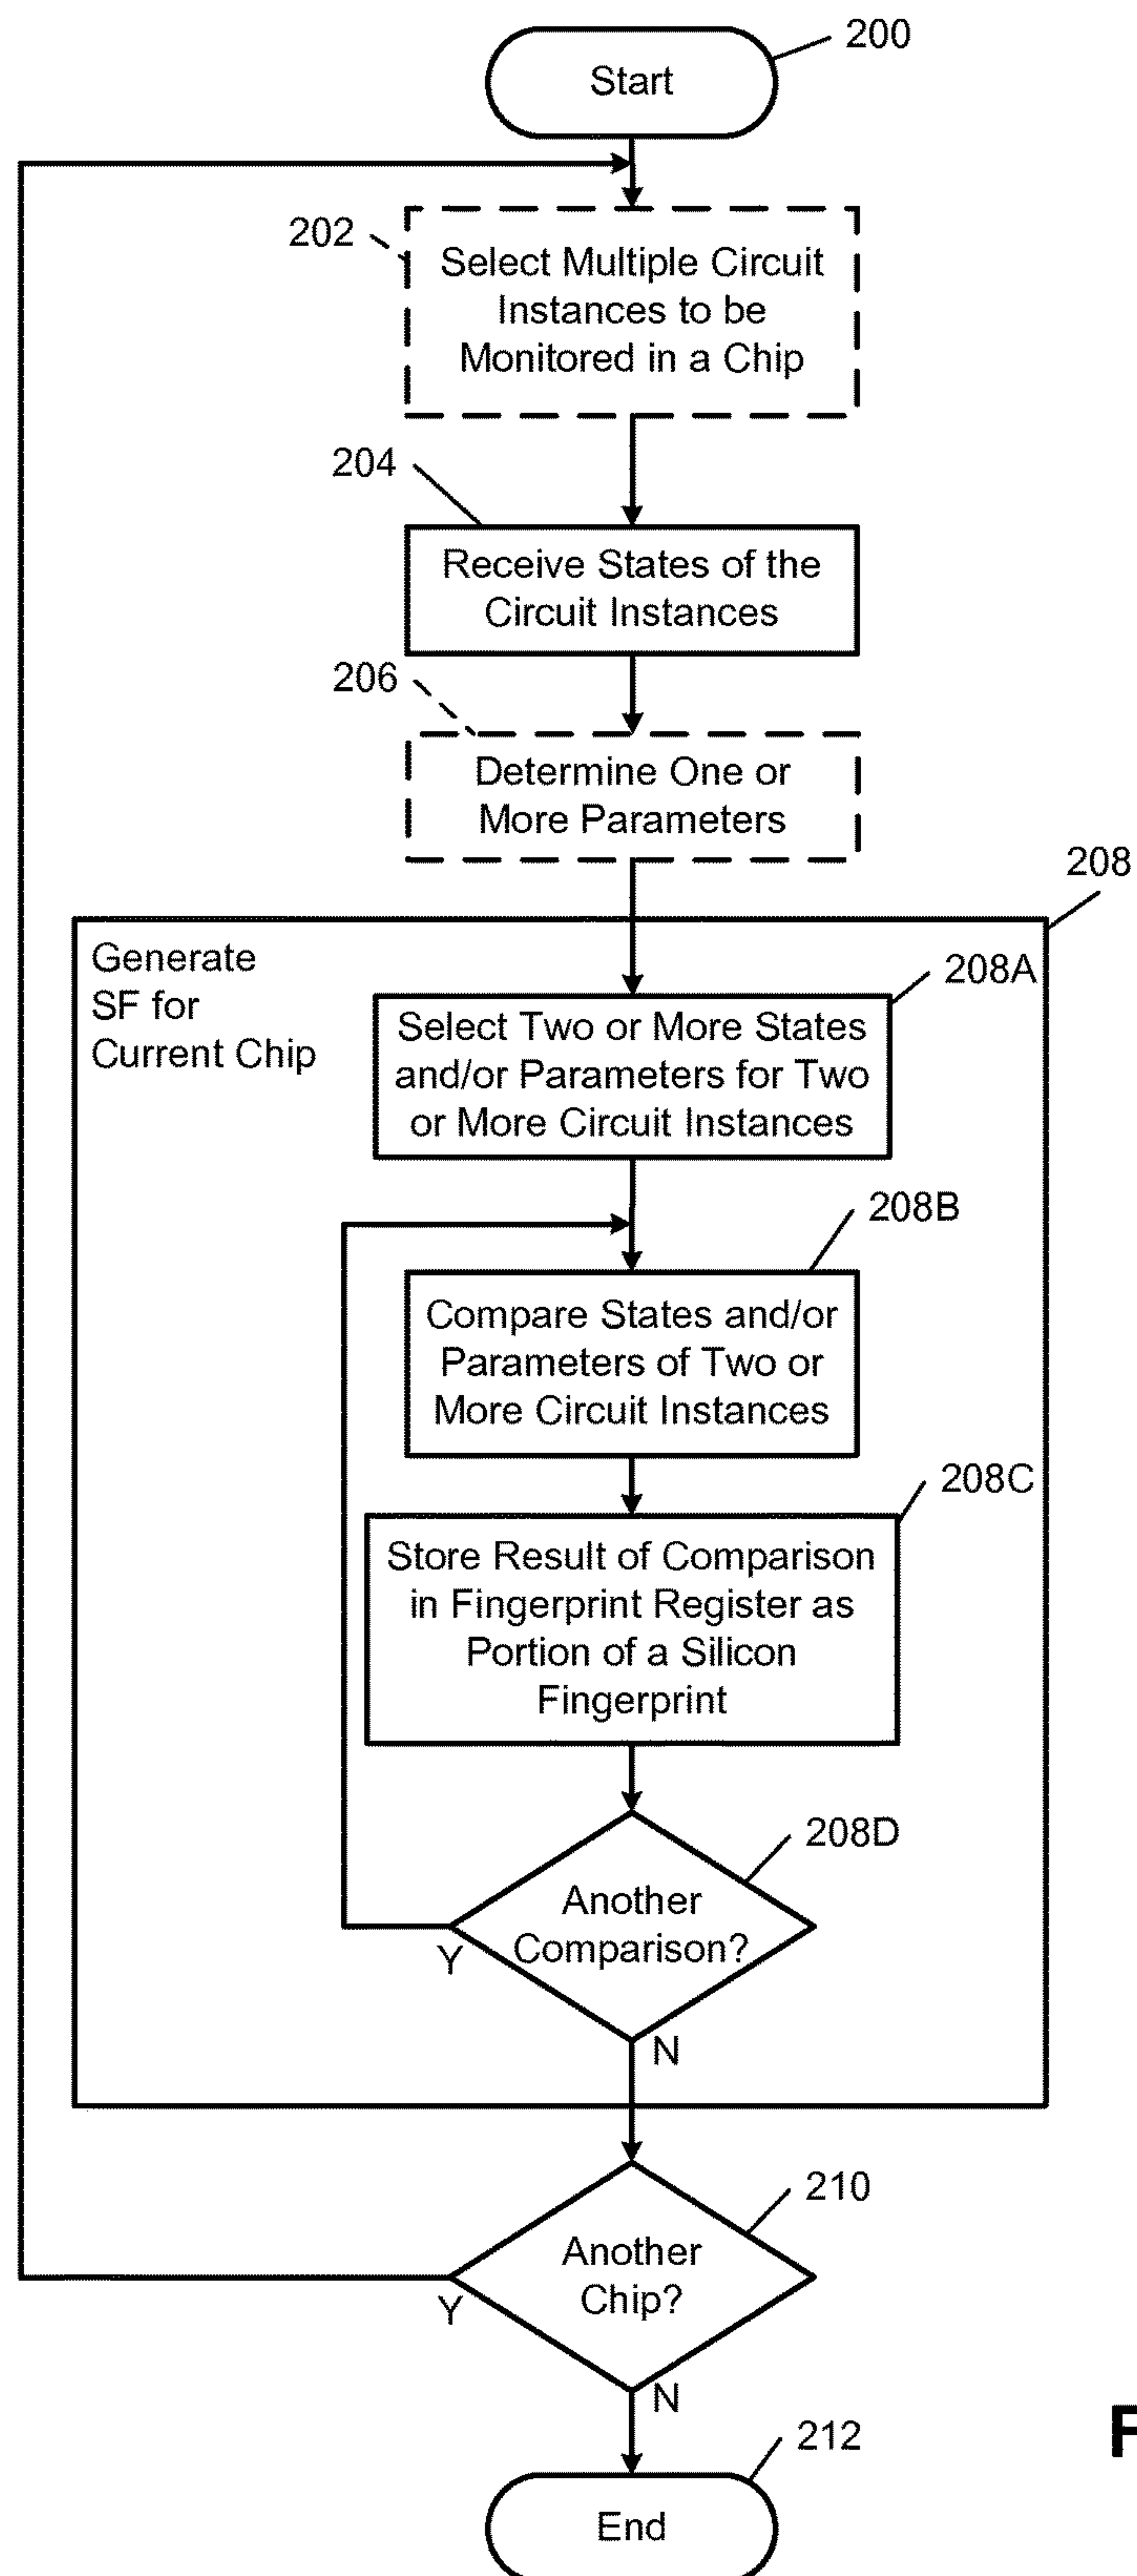 200
Start
202
Select Multiple Circuit
Instances to be
Monitored in a Chip
204
Receive States of the
Circuit Instances
206
Determine One or
More Parameters
208
Generate
SF for
Current Chip
208A
Select Two or More States
and/or Parameters for Two
or More Circuit Instances
208B
Compare States and/or
Parameters of Two or
More Circuit Instances
208C
Store Result of Comparison
in Fingerprint Register as
Portion of a Silicon
Fingerprint
208D
Another
Comparison?
Y
N
210
Another
Chip?
Y
N
212
End
F